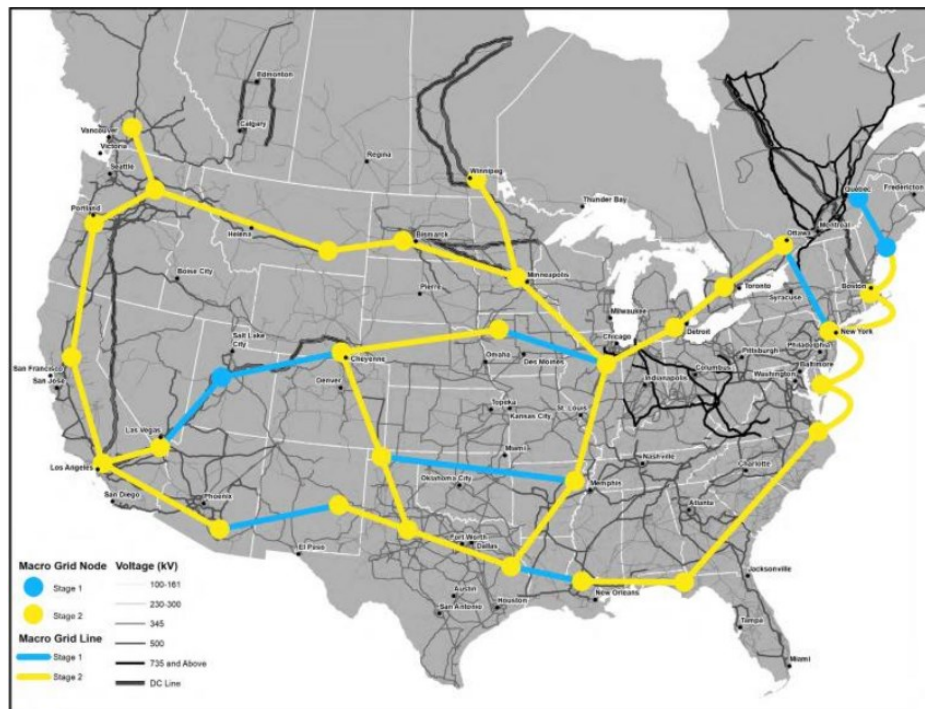 Edmonton
Calgary
Vancouver
Victoria
Seattle
Regina
Winnipeg
Thunder Bay
Québec
Fredericton
Montreal
Ottawa
Portland
Helena
Bismarck
Minneapolis
Toronto
Syracuse
Boston
Boise City
Pierre
Milwaukee
Detroit
New York
Salt Lake
City
Cheyenne
Omaha
Des Moines
Chicago
Pittsburgh
Philadelphia
Baltimore
Washington
Columbus
Indianapolis
San Francisco
San Jose
Denver
Topeka
Kansas City
St. Louis
Las Vegas
Miami
Nashville
Charlotte
Los Angeles
Oklahoma City
Memphis
San Diego
Phoenix
Atlanta
El Paso
Fort Worth
Dallas
Jacksonville
Austin
San Antonio
Houston
New Orleans
Tampa
Miami
Macro Grid Node
Stage 1
Stage 2
Macro Grid Line
Stage 1
Stage 2
Voltage (kV)
100-161
230-300
345
500
735 and Above
DC Line